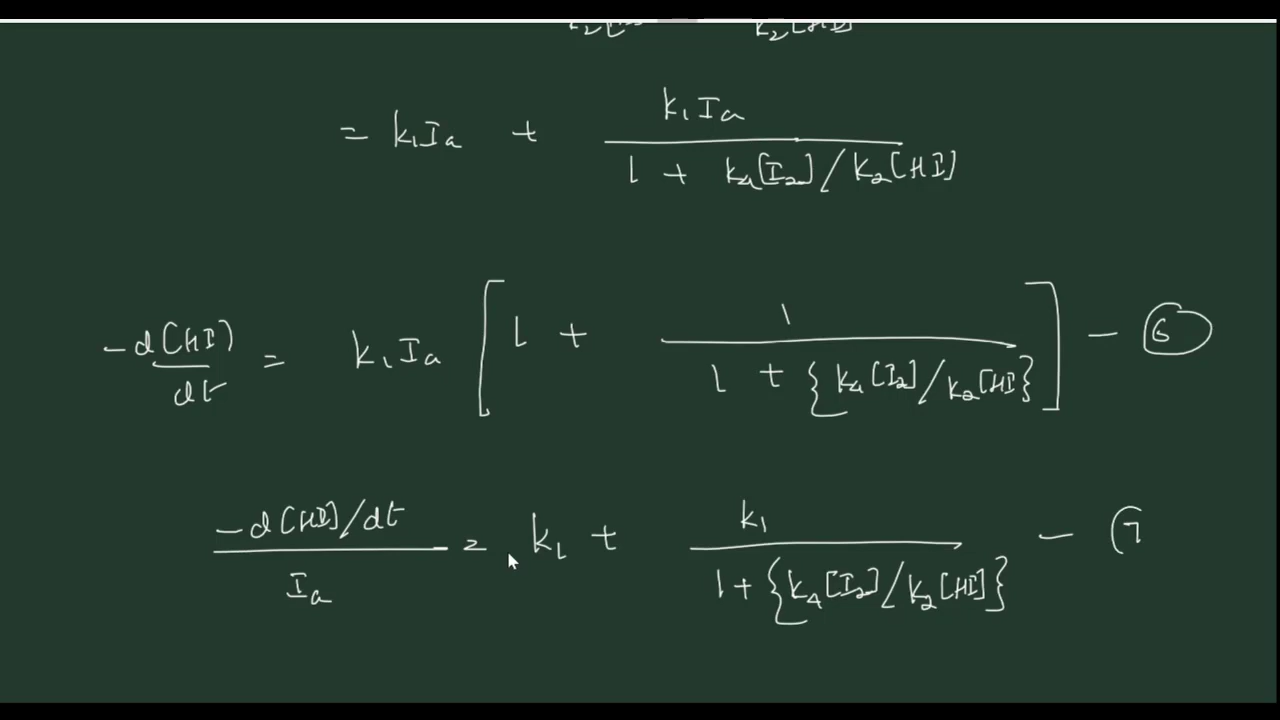 = k₁Iₐ + k₁Iₐ / 1 + k₄[I₂]/k₂[HI]
-d[HI]/dt = k₁Iₐ [1 + 1 / 1 + {k₄[I₂]/k₂[HI]}] - ⑥
-d[HI]/dt / Iₐ = k₁ + k₁ / 1 + {k₄[I₂]/k₂[HI]} - (7